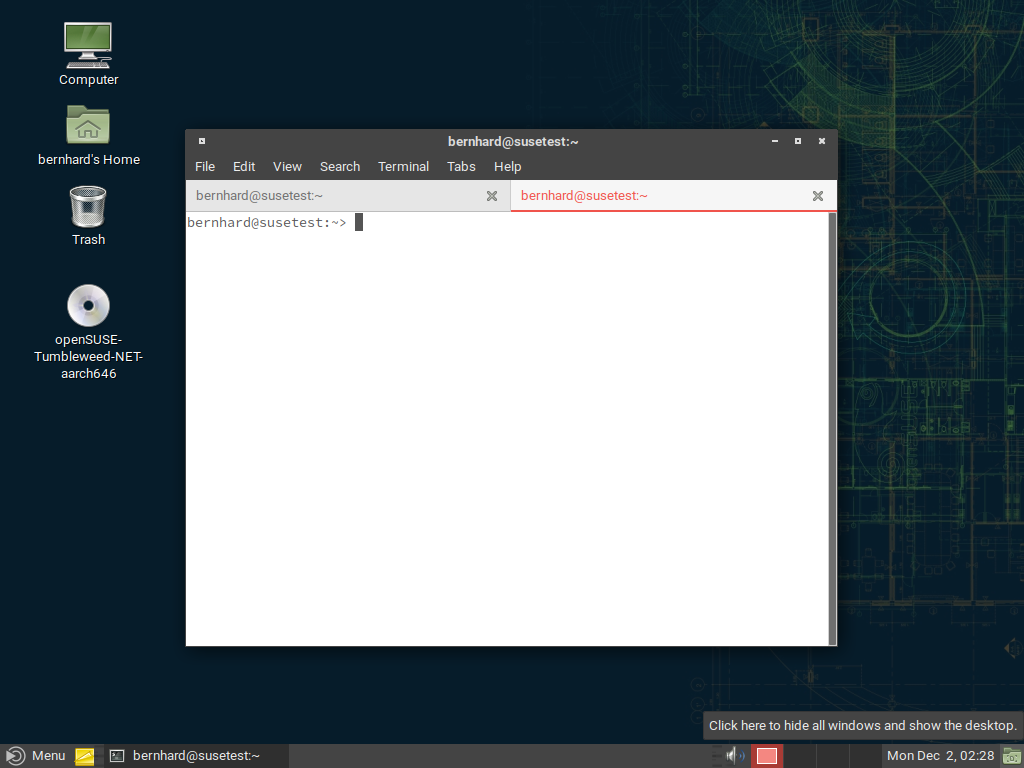 Computer
bernhard's Home
Trash
openSUSE-
Tumbleweed-NET-
aarch646
bernhard@susetest:~
File Edit View Search Terminal Tabs Help
bernhard@susetest:~ bernhard@susetest:~
bernhard@susetest:~>
Click here to hide all windows and show the desktop.
Menu bernhard@susetest:~ Mon Dec 2, 02:28